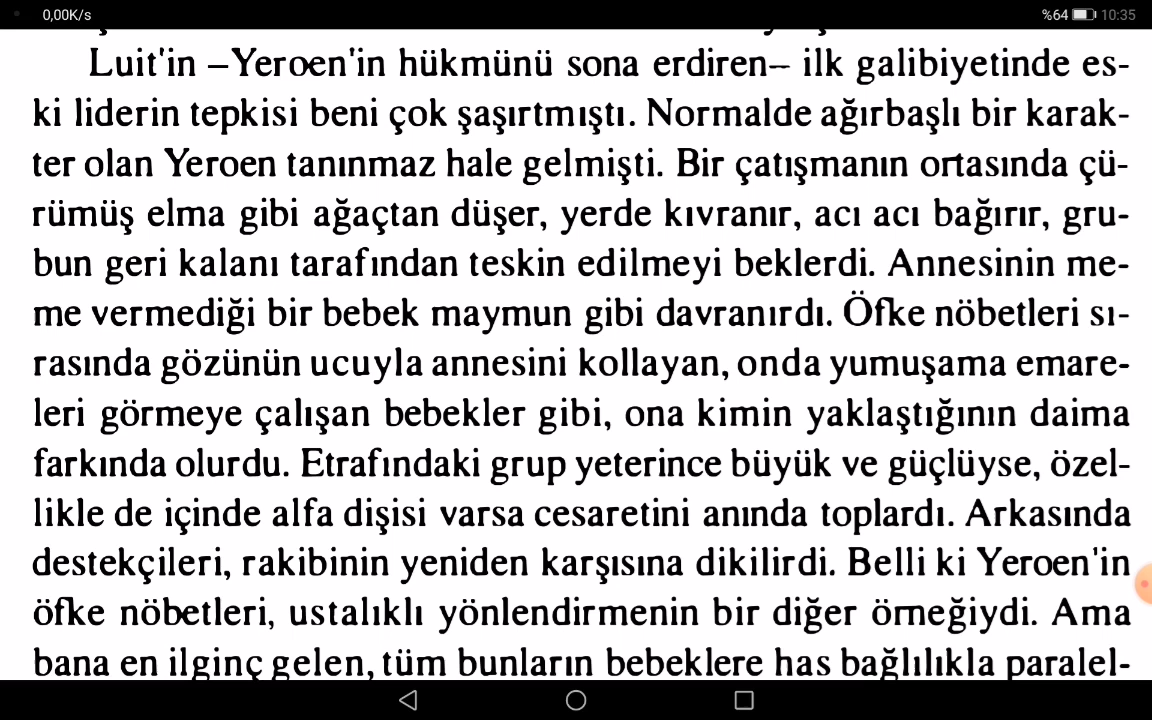 0,00K/s %64 10:35
Luit'in –Yeroen'in hükmünü sona erdiren– ilk galibiyetinde es-
ki liderin tepkisi beni çok şaşırtmıştı. Normalde ağırbaşlı bir karak-
ter olan Yeroen tanınmaz hale gelmişti. Bir çatışmanın ortasında çü-
rümüş elma gibi ağaçtan düşer, yerde kıvranır, acı acı bağırır, gru-
bun geri kalanı tarafından teskin edilmeyi beklerdi. Annesinin me-
me vermediği bir bebek maymun gibi davranırdı. Öfke nöbetleri sı-
rasında gözünün ucuyla annesini kollayan, onda yumuşama emare-
leri görmeye çalışan bebekler gibi, ona kimin yaklaştığının daima
farkında olurdu. Etrafındaki grup yeterince büyük ve güçlüyse, özel-
likle de içinde alfa dişisi varsa cesaretini anında toplardı. Arkasında
destekçileri, rakibinin yeniden karşısına dikilirdi. Belli ki Yeroen'in
öfke nöbetleri, ustalıklı yönlendirmenin bir diğer örneğiydi. Ama
bana en ilginç gelen, tüm bunların bebeklere has bağlılıkla paralel-